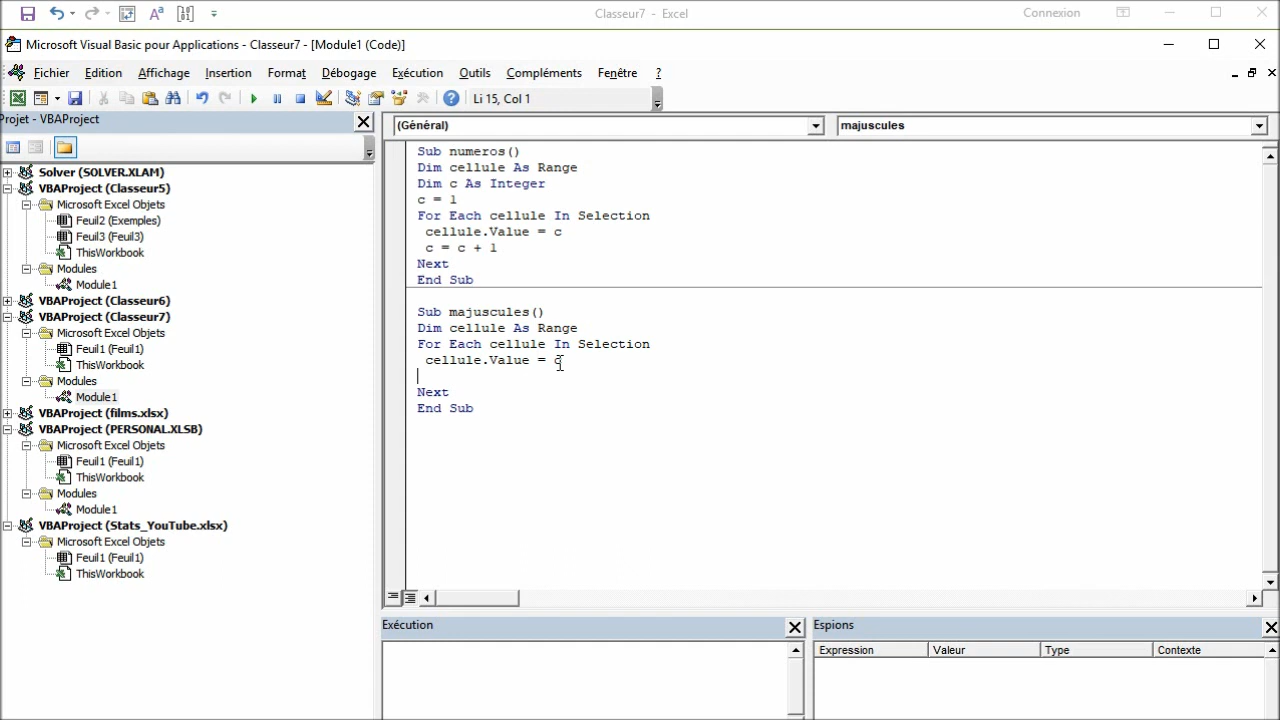 Classeur7 - Excel
Connexion
Microsoft Visual Basic pour Applications - Classeur7 - [Module1 (Code)]
Fichier Edition Affichage Insertion Format Débogage Exécution Outils Compléments Fenêtre ?
Li 15, Col 1
Projet - VBAProject
Solver (SOLVER.XLAM)
VBAProject (Classeur5)
Microsoft Excel Objets
Feuil2 (Exemples)
Feuil3 (Feuil3)
ThisWorkbook
Modules
Module1
VBAProject (Classeur6)
VBAProject (Classeur7)
Microsoft Excel Objets
Feuil1 (Feuil1)
ThisWorkbook
Modules
Module1
VBAProject (films.xlsx)
VBAProject (PERSONAL.XLSB)
Microsoft Excel Objets
Feuil1 (Feuil1)
ThisWorkbook
Modules
Module1
VBAProject (Stats_YouTube.xlsx)
Microsoft Excel Objets
Feuil1 (Feuil1)
ThisWorkbook
(Général)
majuscules
Sub numeros()
Dim cellule As Range
Dim c As Integer
c = 1
For Each cellule In Selection
cellule.Value = c
c = c + 1
Next
End Sub
Sub majuscules()
Dim cellule As Range
For Each cellule In Selection
cellule.Value = c
Next
End Sub
Exécution
Espions
Expression Valeur Type Contexte